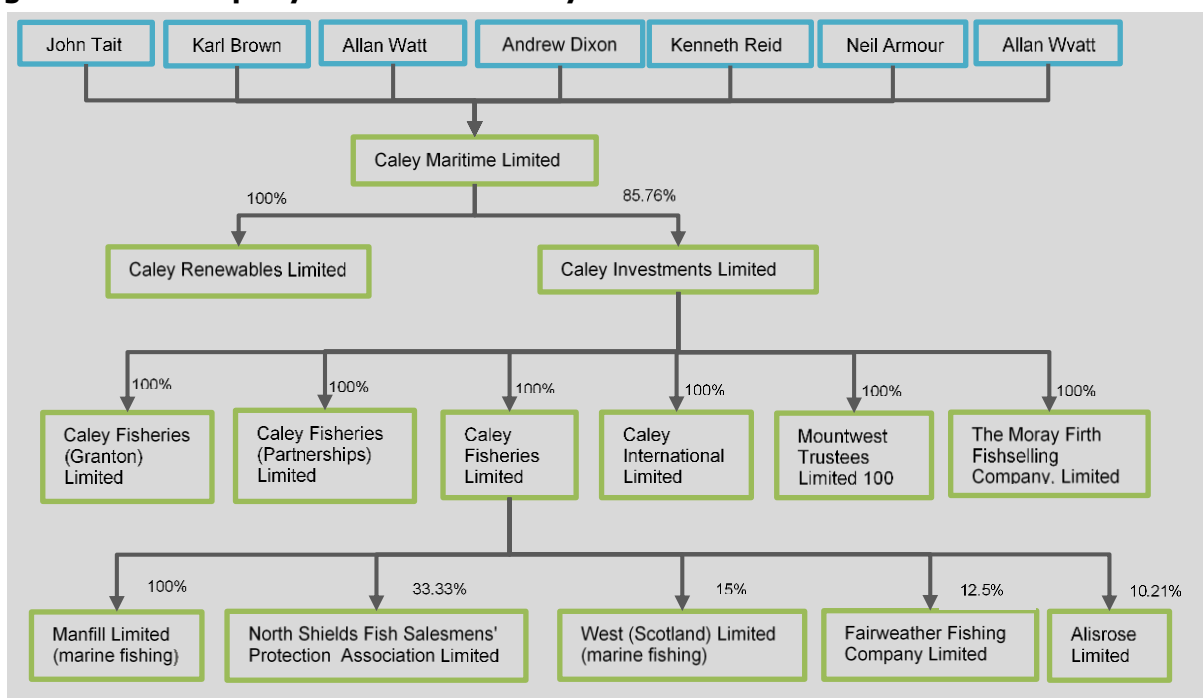 John Tait
Karl Brown
Allan Watt
Andrew Dixon
Kenneth Reid
Neil Armour
Allan Wvatt
Caley Maritime Limited
100%
85.76%
Caley Renewables Limited
Caley Investments Limited
100%
100%
100%
100%
100%
100%
Caley Fisheries
(Granton)
Limited
Caley Fisheries
(Partnerships)
Limited
Caley
Fisheries
Limited
Caley
International
Limited
Mountwest
Trustees
Limited 100
The Moray Firth
Fishselling
Company. Limited
100%
33.33%
15%
12.5%
10.21%
Manfill Limited
(marine fishing)
North Shields Fish Salesmens'
Protection Association Limited
West (Scotland) Limited
(marine fishing)
Fairweather Fishing
Company Limited
Alisrose
Limited